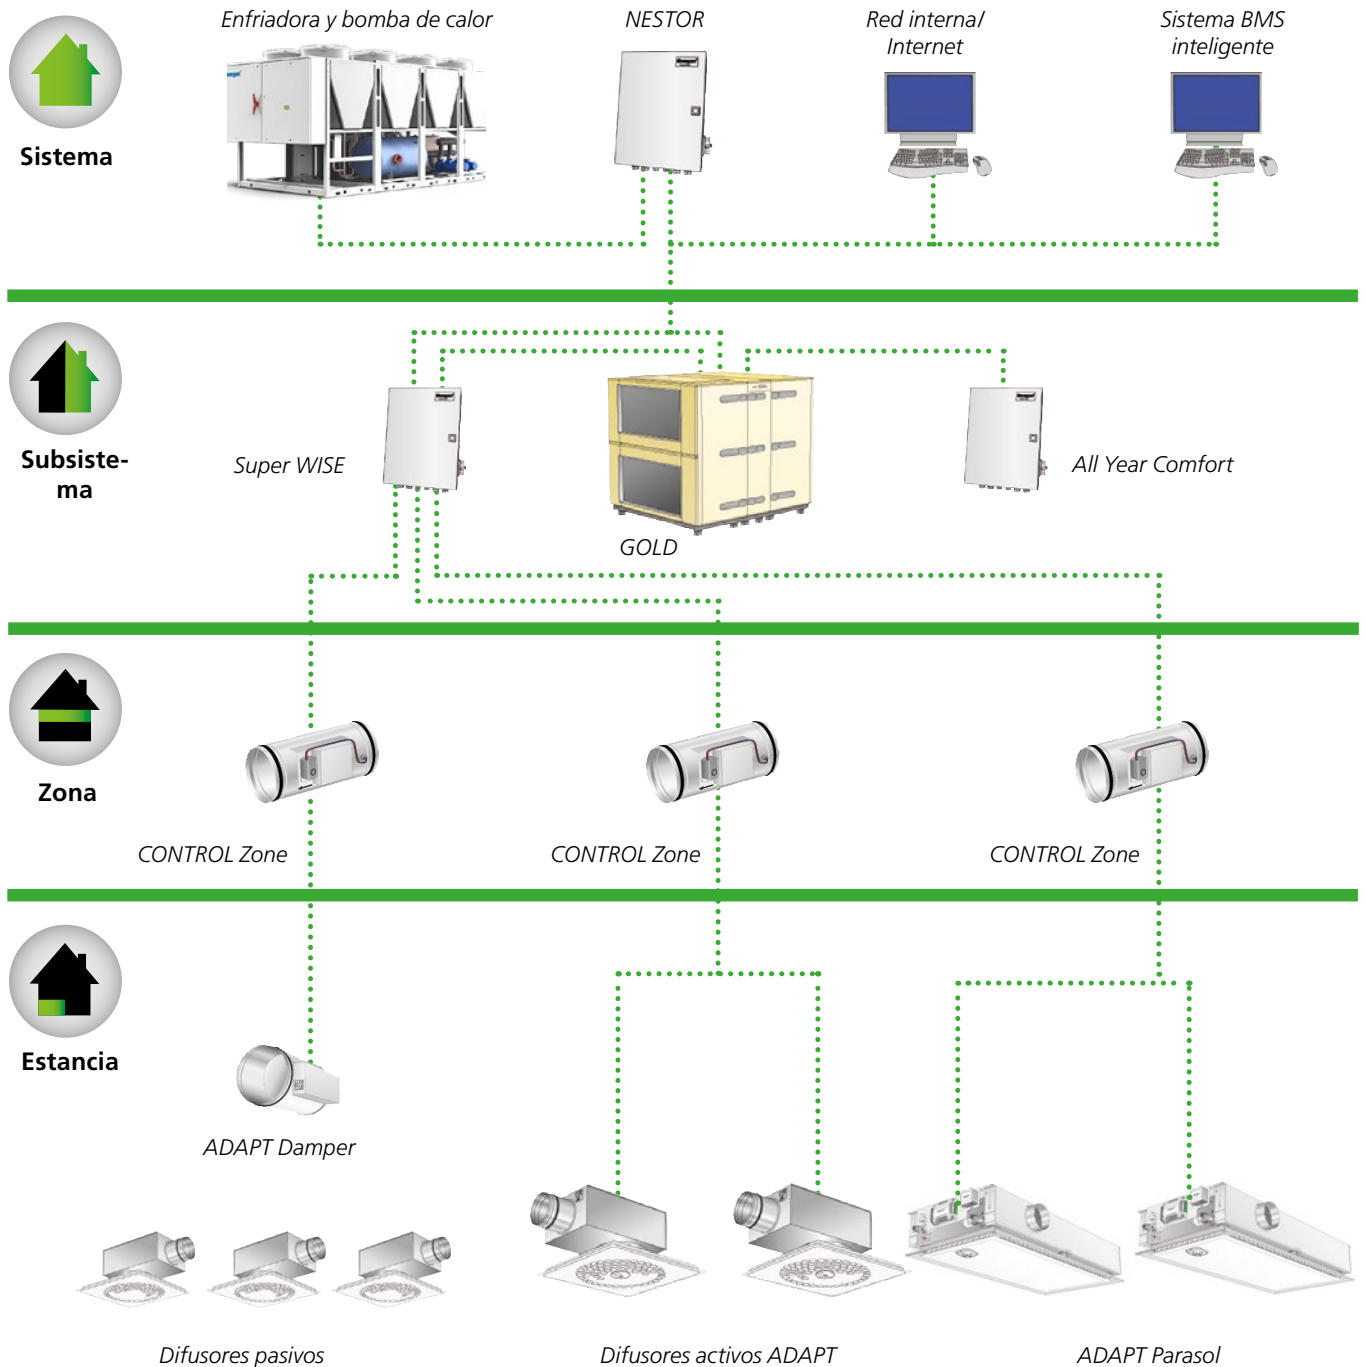 Enfriadora y bomba de calor
NESTOR
Red interna/
Internet
Sistema BMS
inteligente
Sistema
Subsiste-
ma
Super WISE
GOLD
All Year Comfort
Zona
CONTROL Zone
CONTROL Zone
CONTROL Zone
Estancia
ADAPT Damper
Difusores pasivos
Difusores activos ADAPT
ADAPT Parasol